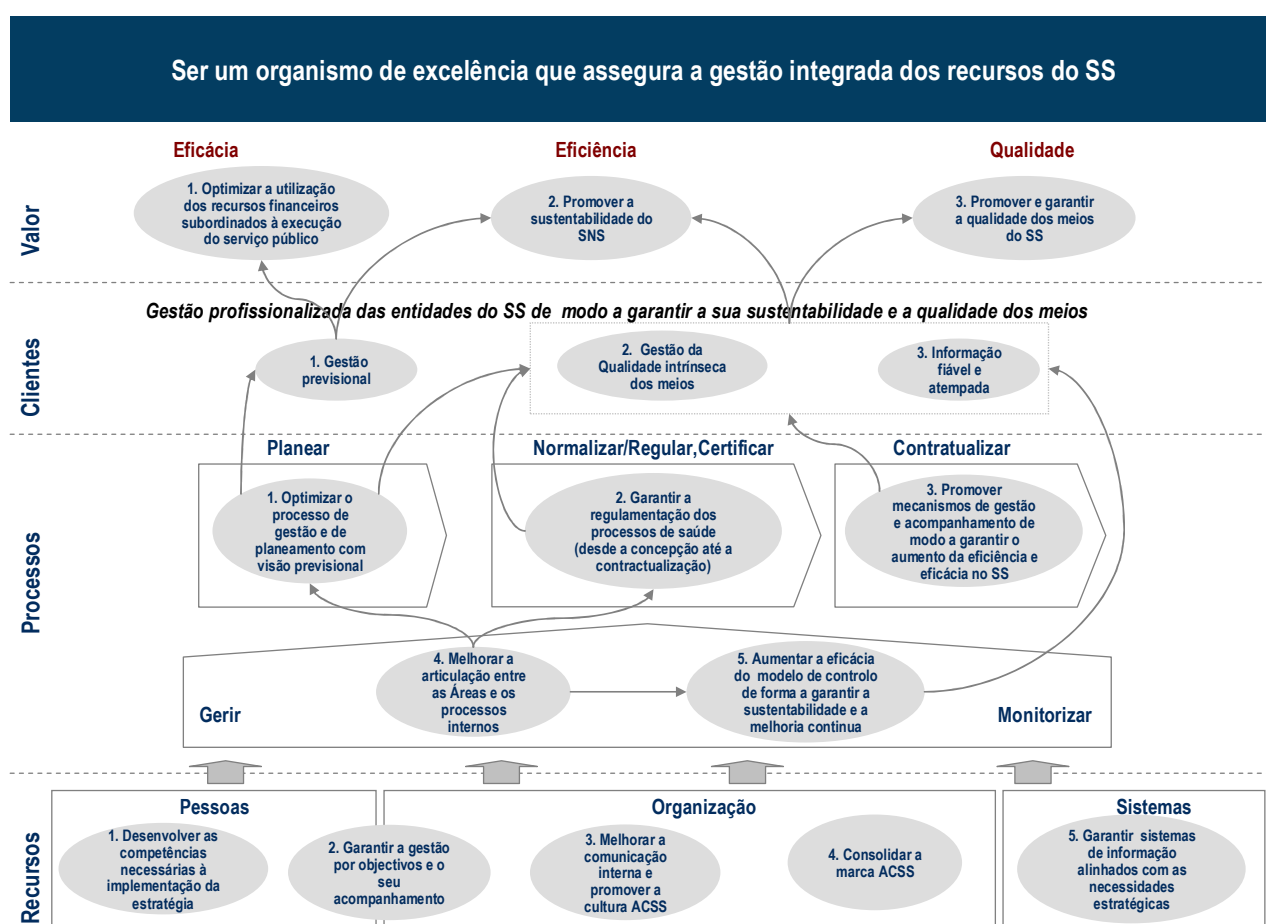 Ser um organismo de excelência que assegura a gestão integrada dos recursos do SS
Valor
Eficácia
Eficiência
Qualidade
1. Optimizar a utilização
dos recursos financeiros
subordinados à execução
do serviço público
2. Promover a
sustentabilidade do
SNS
3. Promover e garantir
a qualidade dos meios
do SS
Clientes
Gestão profissionalizada das entidades do SS de modo a garantir a sua sustentabilidade e a qualidade dos meios
1. Gestão
previsional
2. Gestão da
Qualidade intrínseca
dos meios
3. Informação
fiável e
atempada
Processos
Planear
1. Optimizar o
processo de
gestão e de
planeamento com
visão previsional
Normalizar/Regular,Certificar
2. Garantir a
regulamentação dos
processos de saúde
(desde a concepção até a
contractualização)
Contratualizar
3. Promover
mecanismos de gestão
e acompanhamento de
modo a garantir o
aumento da eficiência e
eficácia no SS
Gerir
4. Melhorar a
articulação entre
as Áreas e os
processos
internos
5. Aumentar a eficácia
do modelo de controlo
de forma a garantir a
sustentabilidade e a
melhoria continua
Monitorizar
Recursos
Pessoas
1. Desenvolver as
competências
necessárias à
implementação da
estratégia
2. Garantir a gestão
por objectivos e o
seu
acompanhamento
Organização
3. Melhorar a
comunicação
interna e
promover a
cultura ACSS
4. Consolidar a
marca ACSS
Sistemas
5. Garantir sistemas
de informação
alinhados com as
necessidades
estratégicas